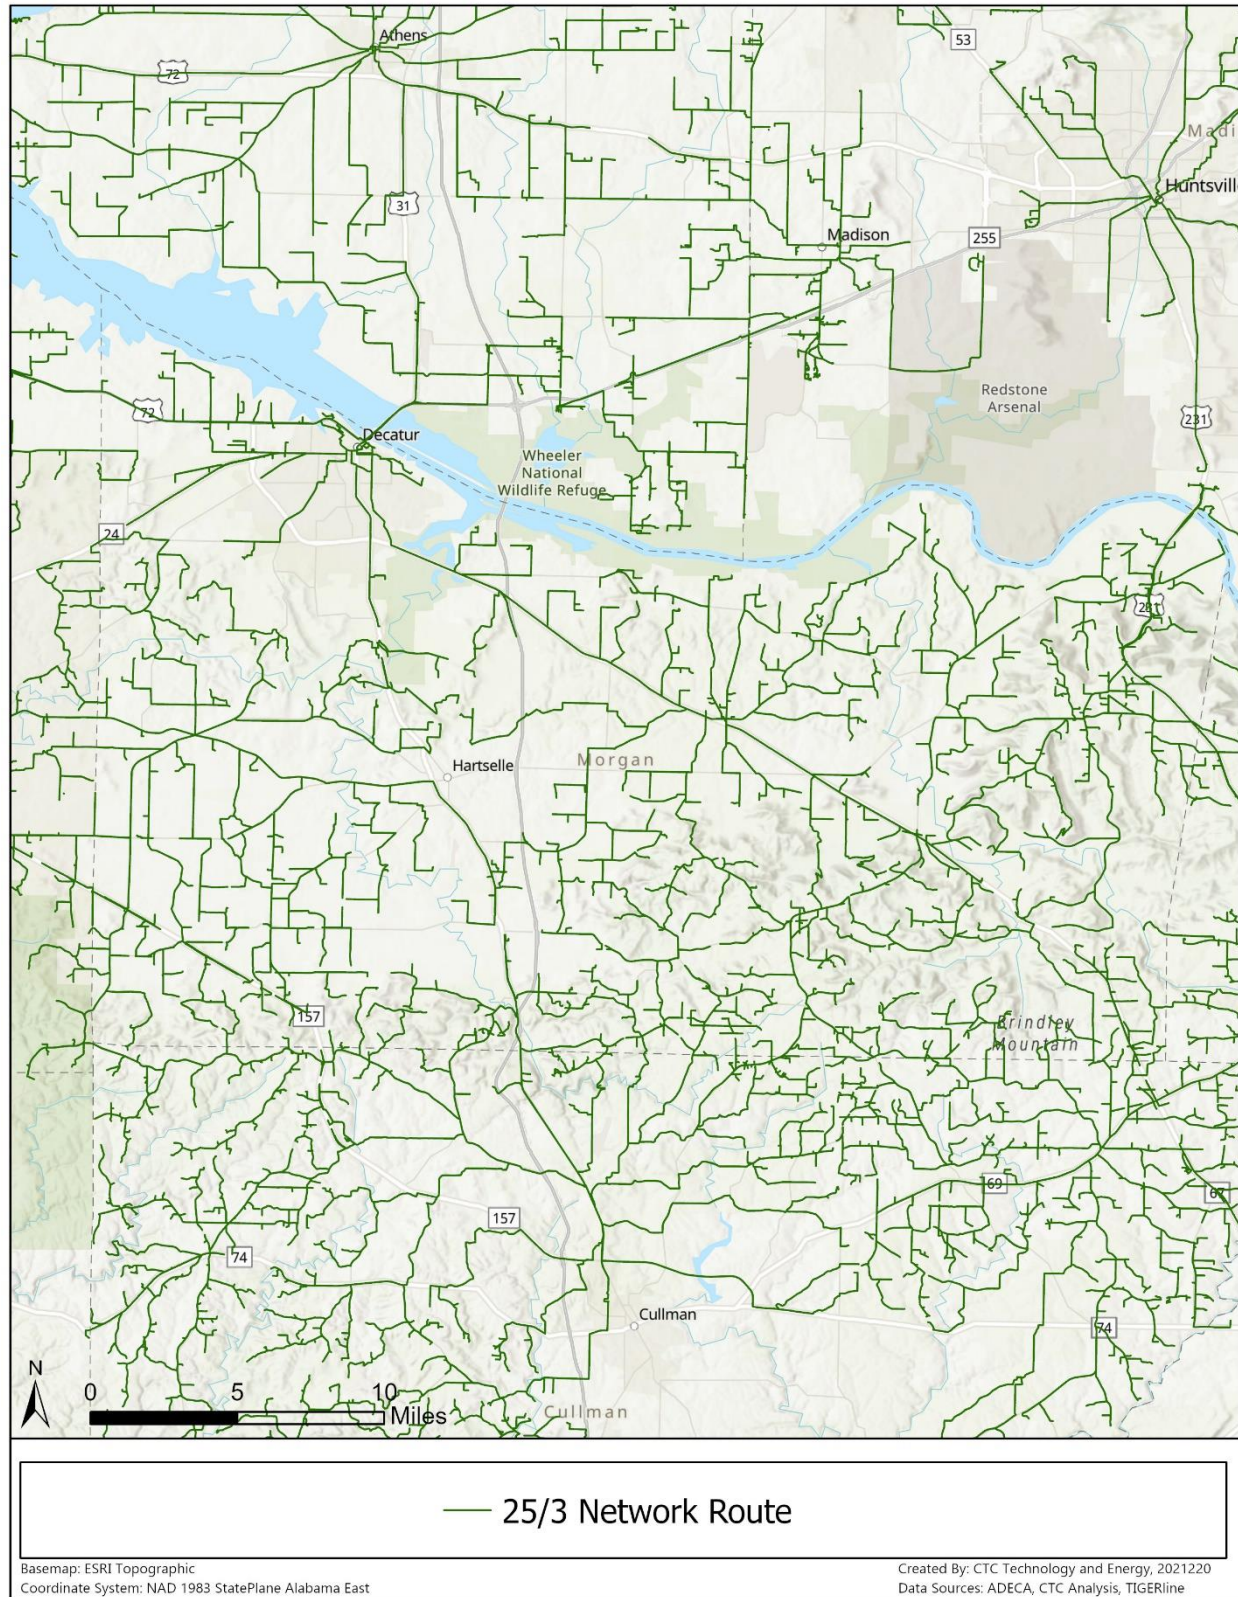 Athens
53
72
Madi
Huntsville
31
Madison
255
Redstone
Arsenal
72
231
Decatur
Wheeler
National
Wildlife Refuge
24
231
Morgan
Hartselle
157
Brindley
Mountain
69
67
157
74
Cullman
74
N
0 5 10
Miles
Cullman
25/3 Network Route
Basemap: ESRI Topographic
Coordinate System: NAD 1983 StatePlane Alabama East
Created By: CTC Technology and Energy, 2021220
Data Sources: ADECA, CTC Analysis, TIGERline